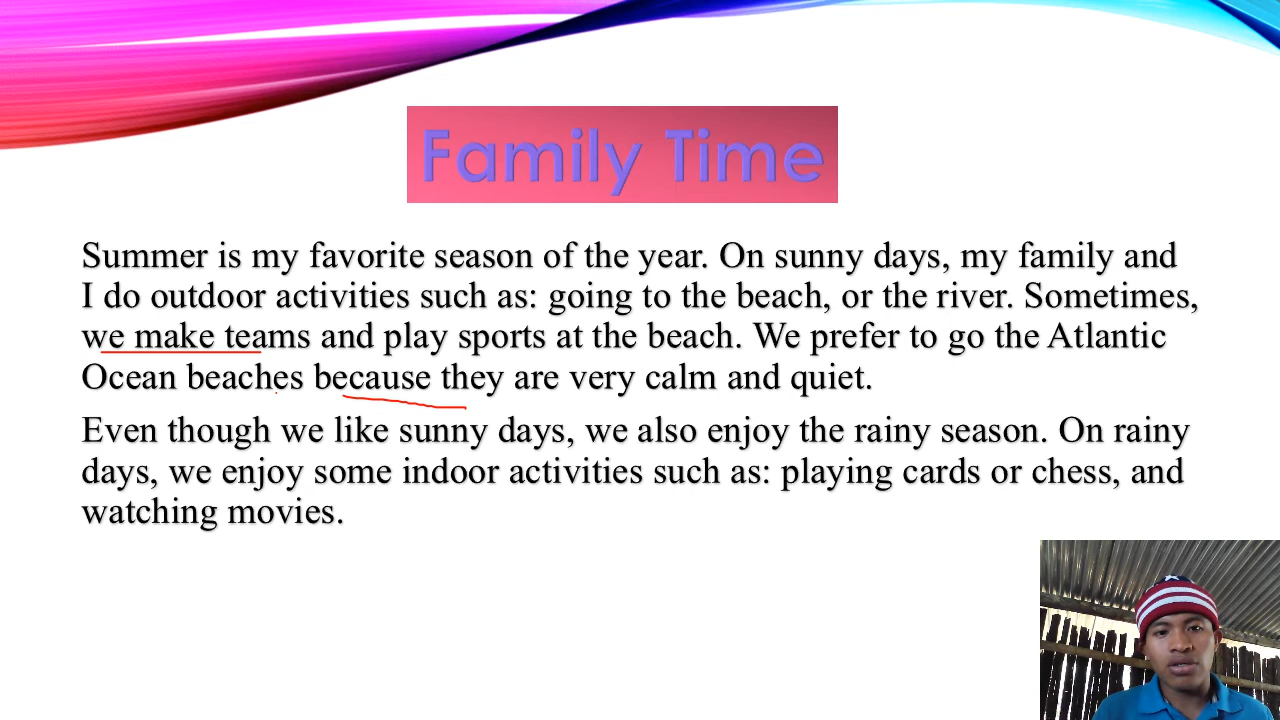 Family Time
Summer is my favorite season of the year. On sunny days, my family and
I do outdoor activities such as: going to the beach, or the river. Sometimes,
we make teams and play sports at the beach. We prefer to go the Atlantic
Ocean beaches because they are very calm and quiet.
Even though we like sunny days, we also enjoy the rainy season. On rainy
days, we enjoy some indoor activities such as: playing cards or chess, and
watching movies.